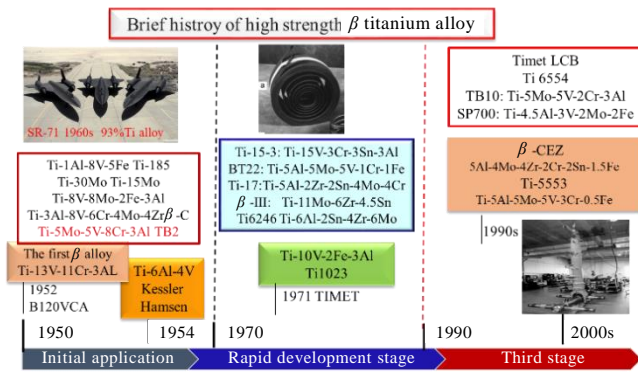 Brief histroy of high strength β titanium alloy
SR-71 1960s 93%Ti alloy
Ti-1Al-8V-5Fe Ti-185
Ti-30Mo Ti-15Mo
Ti-8V-8Mo-2Fe-3Al
Ti-3Al-8V-6Cr-4Mo-4Zrβ-C
Ti-5Mo-5V-8Cr-3Al TB2
The first β alloy
Ti-13V-11Cr-3AL
1952
B120VCA
Ti-6Al-4V
Kessler
Hamsen
Ti-15-3: Ti-15V-3Cr-3Sn-3Al
BT22: Ti-5Al-5Mo-5V-1Cr-1Fe
Ti-17:Ti-5Al-2Zr-2Sn-4Mo-4Cr
β-III: Ti-11Mo-6Zr-4.5Sn
Ti6246 Ti-6Al-2Sn-4Zr-6Mo
Ti-10V-2Fe-3Al
Ti1023
1971 TIMET
Timet LCB
Ti 6554
TB10: Ti-5Mo-5V-2Cr-3Al
SP700: Ti-4.5Al-3V-2Mo-2Fe
β-CEZ
5Al-4Mo-4Zr-2Cr-2Sn-1.5Fe
Ti-5553
Ti-5Al-5Mo-5V-3Cr-0.5Fe
1990s
1950
1954
1970
1990
2000s
Initial application
Rapid development stage
Third stage